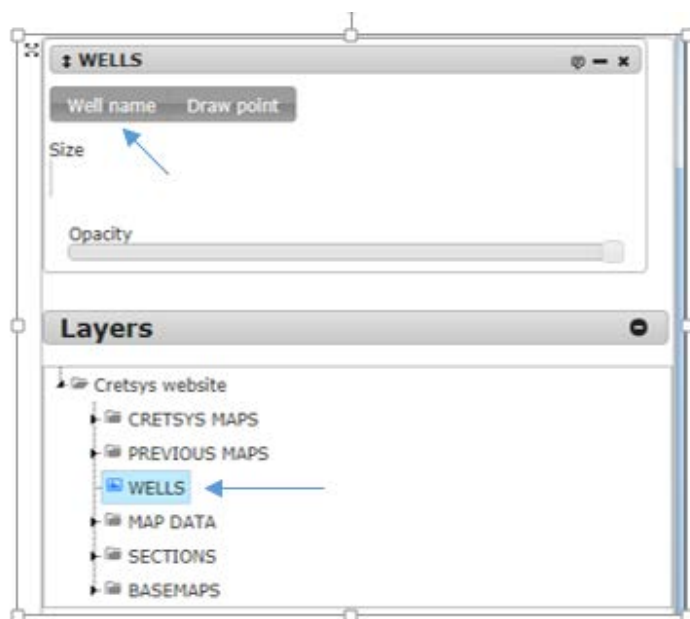 WELLS
Well name Draw point
Size
Opacity
Layers
Cretsys website
CRETSYS MAPS
PREVIOUS MAPS
WELLS
MAP DATA
SECTIONS
BASEMAPS